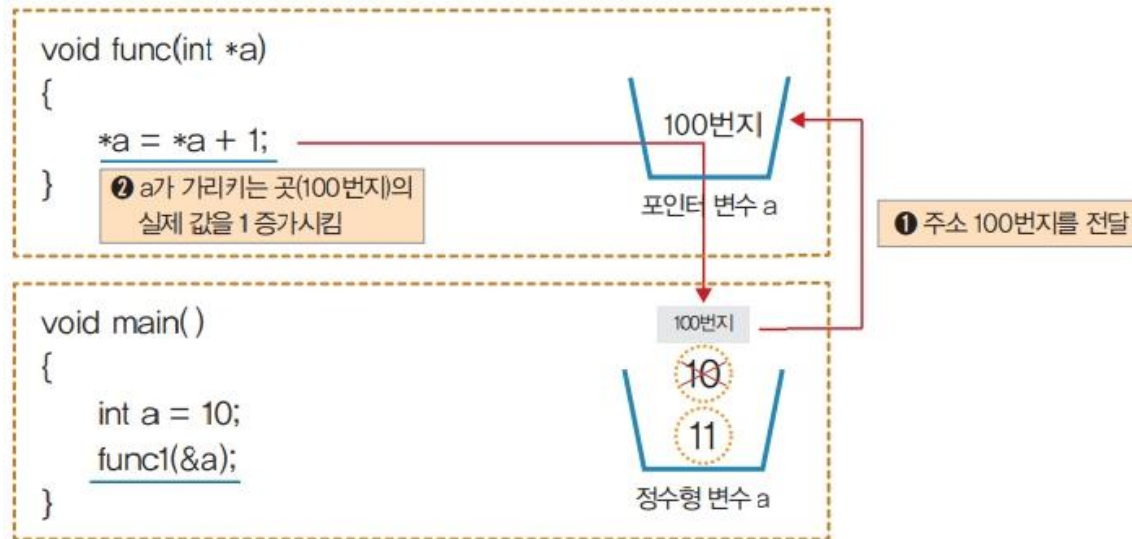 void func(int *a)
{
*a = *a + 1;
}
❷ a가 가리키는 곳(100번지)의
실제 값을 1 증가시킴
100번지
포인터 변수 a
❶ 주소 100번지를 전달
void main( )
{
int a = 10;
func1(&a);
}
100번지
10
11
정수형 변수 a